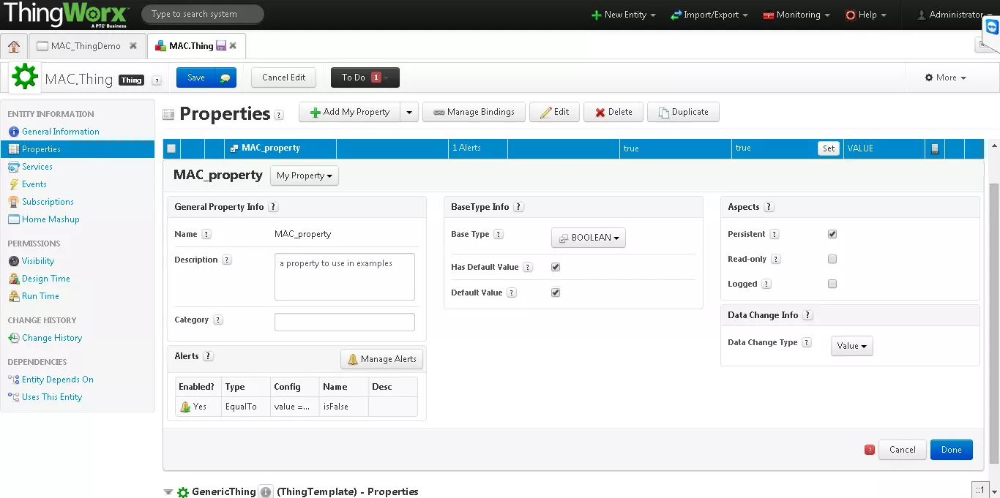 ThingWorx
A PTC Business
Type to search system
New Entity
Import/Export
Monitoring
Help
Administrator
MAC_ThingDemo
MAC.Thing
MAC.Thing Thing ?
Save
Cancel Edit
To Do 1
More
ENTITY INFORMATION
General Information
Properties
Services
Events
Subscriptions
Home Mashup
PERMISSIONS
Visibility
Design Time
Run Time
CHANGE HISTORY
Change History
DEPENDENCIES
Entity Depends On
Uses This Entity
Properties ?
Add My Property
Manage Bindings
Edit
Delete
Duplicate
MAC_property 1 Alerts true true Set VALUE
MAC_property My Property
General Property Info ?
Name ? MAC_property
Description ? a property to use in examples
Category ?
Alerts ? Manage Alerts
Enabled? Type Config Name Desc
Yes EqualTo value =... isFalse
BaseType Info ?
Base Type ? BOOLEAN
Has Default Value ?
Default Value ?
Aspects ?
Persistent ?
Read-only ?
Logged ?
Data Change Info ?
Data Change Type ? Value
? Cancel Done
GenericThing i (ThingTemplate) - Properties
::1